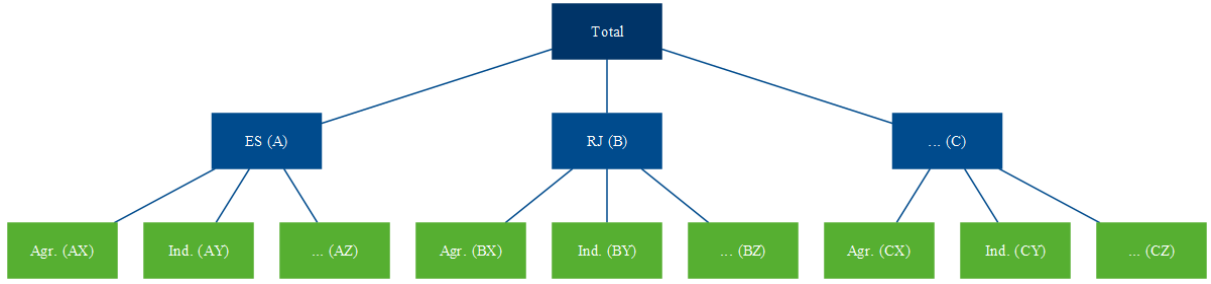 Total
ES (A)
RJ (B)
... (C)
Agr. (AX)
Ind. (AY)
... (AZ)
Agr. (BX)
Ind. (BY)
... (BZ)
Agr. (CX)
Ind. (CY)
... (CZ)